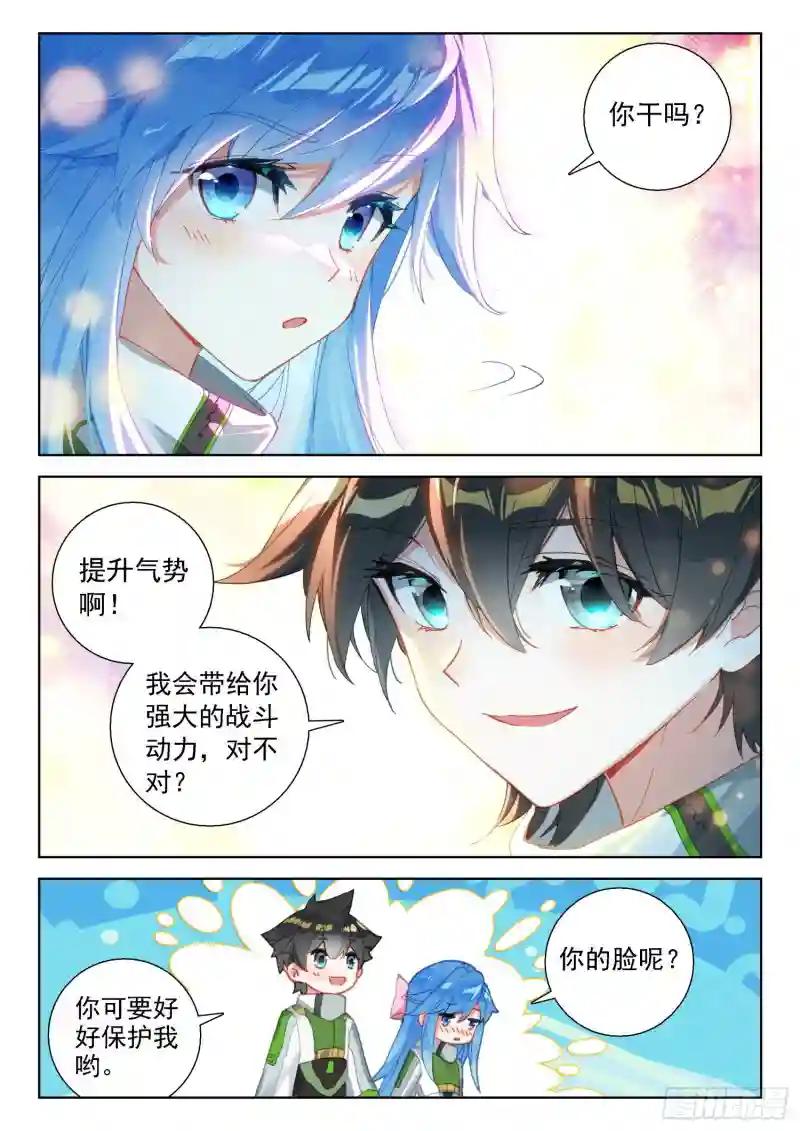 你干吗？
提升气势
啊！
我会带给你
强大的战斗
动力，对不
对？
你的脸呢？
你可要好
好保护我
哟。